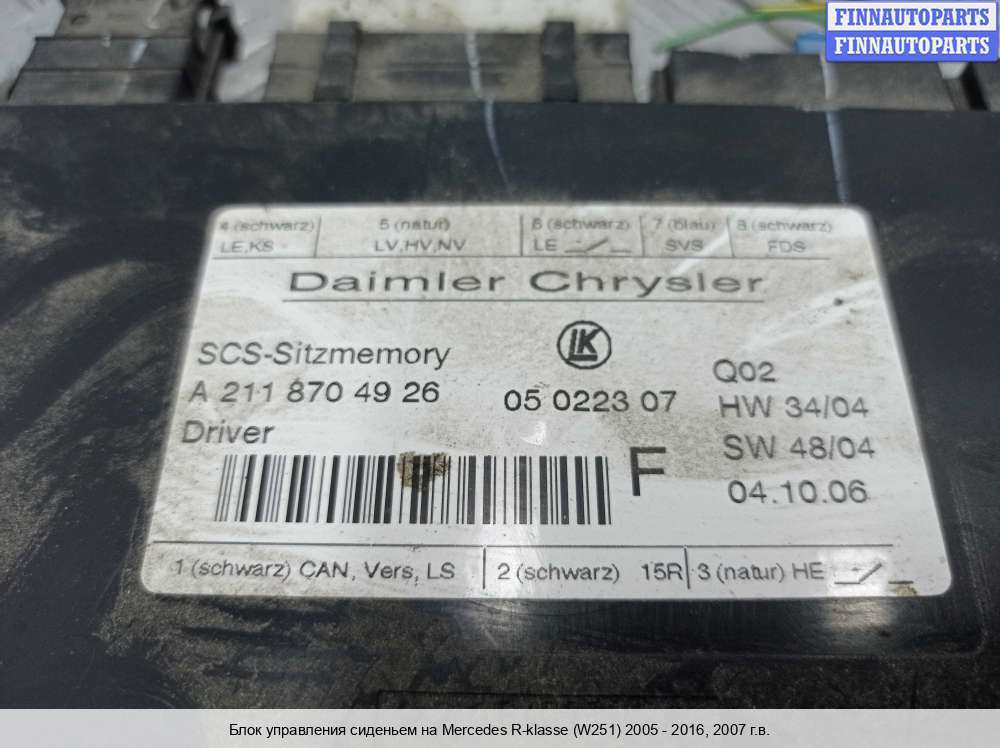 FINNAUTOPARTS
FINNAUTOPARTS
4 (schwarz) 5 (natur) 6 (schwarz) 7 (blau) 8 (schwarz)
LE,KS LV,HV,NV LE SVS FDS
Daimler Chrysler
LK
SCS-Sitzmemory
Q02
A 211 870 49 26 05 0223 07 HW 34/04
Driver SW 48/04
F
04.10.06
1 (schwarz) CAN, Vers, LS 2 (schwarz) 15R 3 (natur) HE
Блок управления сиденьем на Mercedes R-klasse (W251) 2005 - 2016, 2007 г.в.